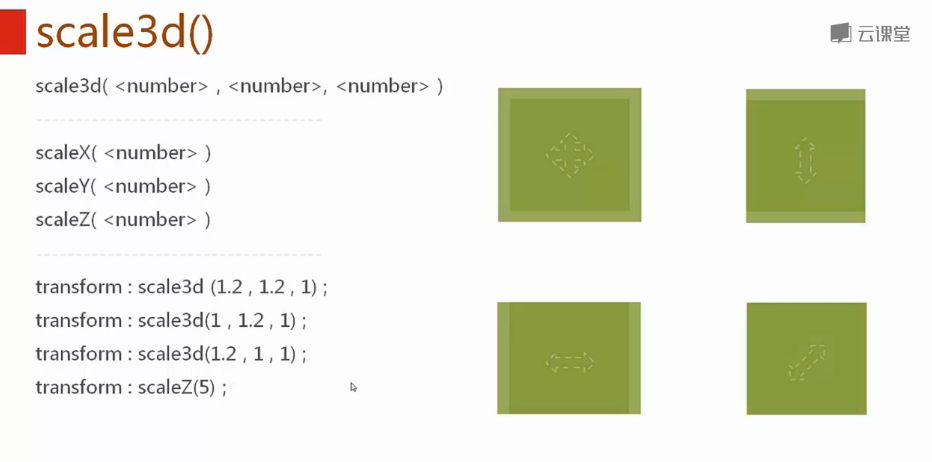 scale3d()
云课堂
scale3d( <number> , <number>, <number> )
scaleX( <number> )
scaleY( <number> )
scaleZ( <number> )
transform : scale3d (1.2 , 1.2 , 1) ;
transform : scale3d(1 , 1.2 , 1) ;
transform : scale3d(1.2 , 1 , 1) ;
transform : scaleZ(5) ;